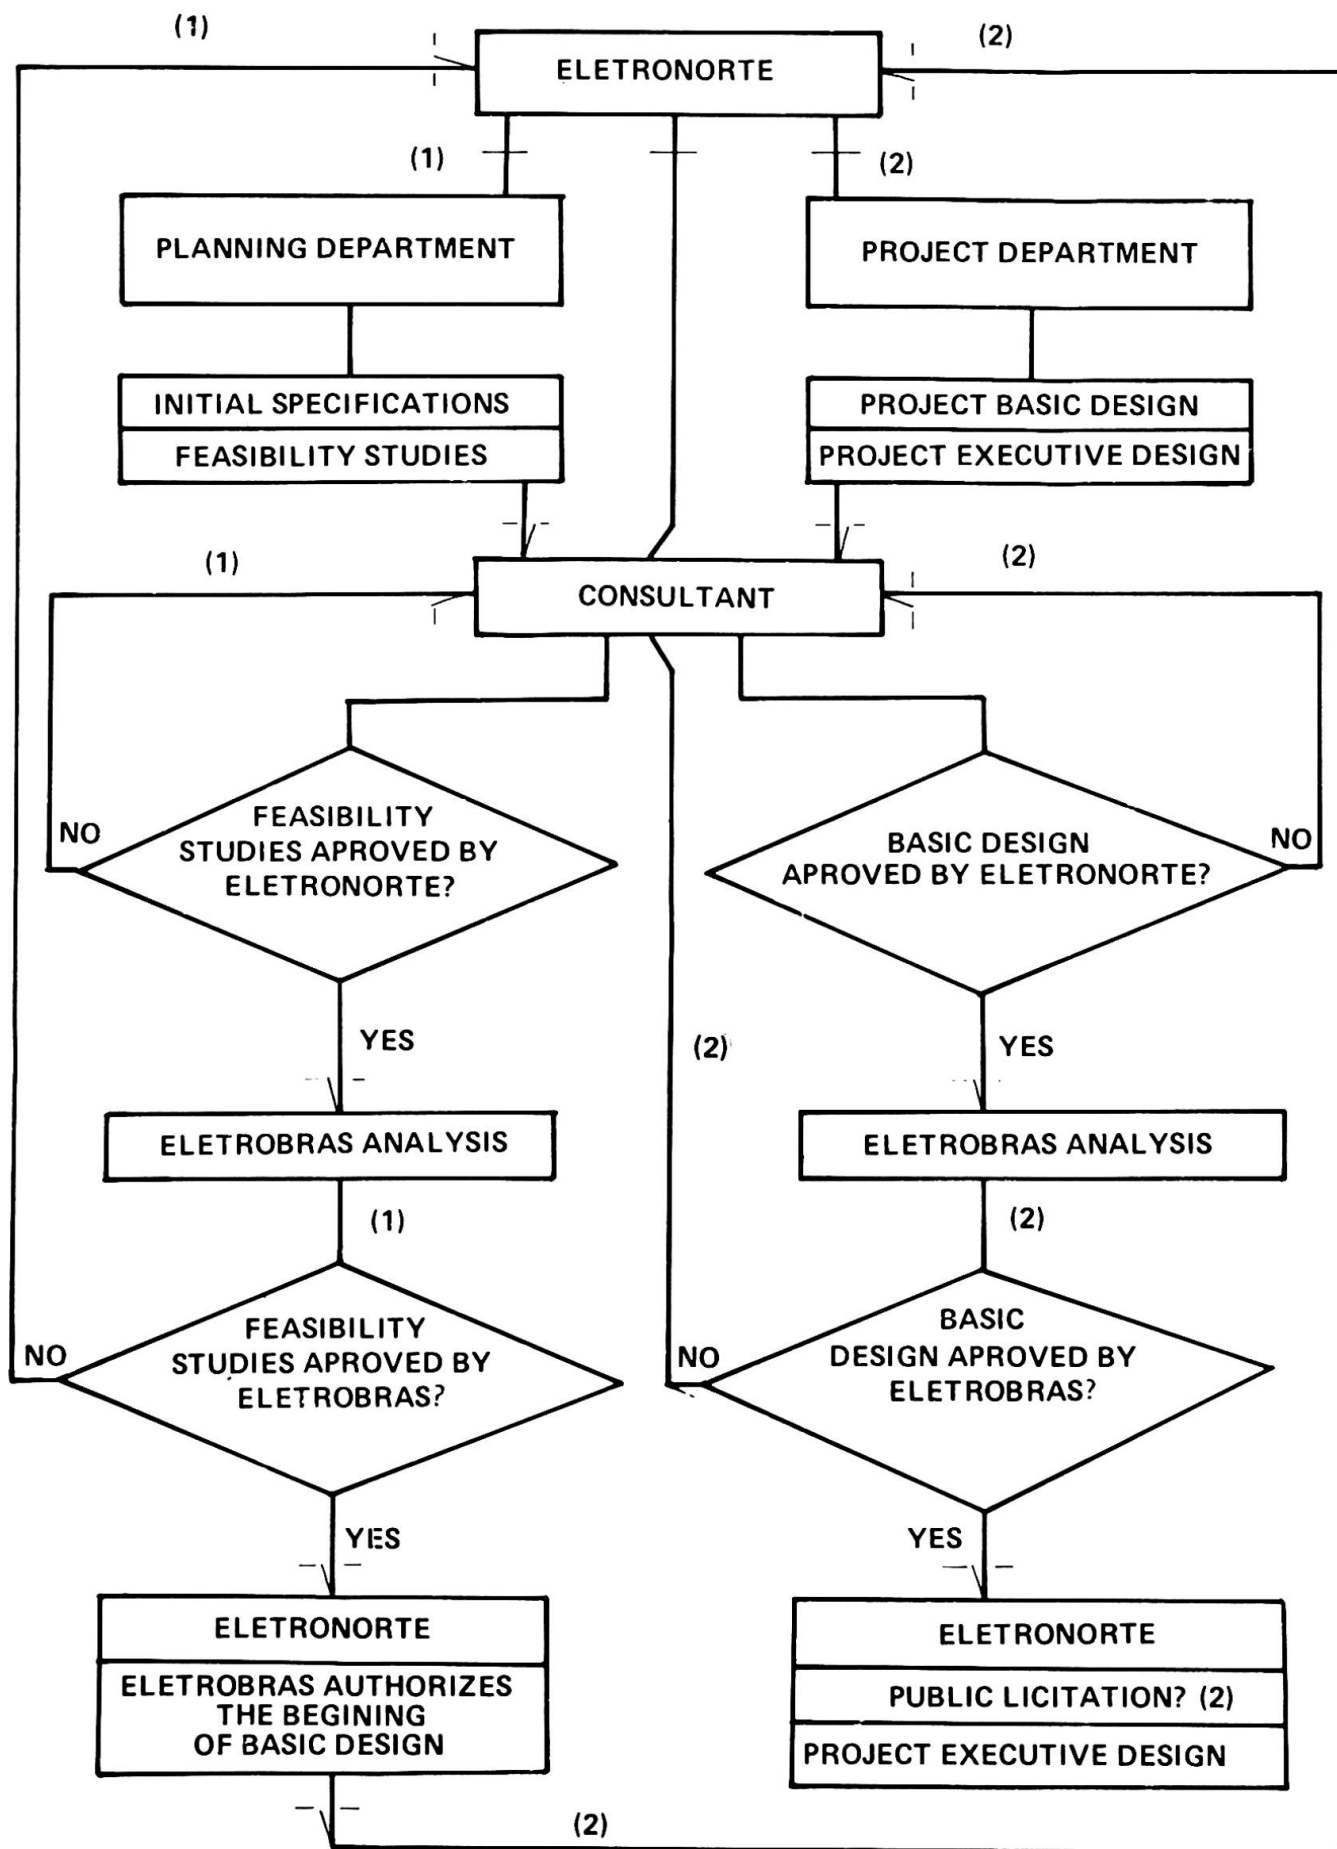 (1)
(2)
ELETRONORTE
(1)
(2)
PLANNING DEPARTMENT
PROJECT DEPARTMENT
INITIAL SPECIFICATIONS
FEASIBILITY STUDIES
PROJECT BASIC DESIGN
PROJECT EXECUTIVE DESIGN
(1)
(2)
CONSULTANT
NO
FEASIBILITY
STUDIES APROVED BY
ELETRONORTE?
BASIC DESIGN
APROVED BY ELETRONORTE?
NO
YES
(2)
YES
ELETROBRAS ANALYSIS
ELETROBRAS ANALYSIS
(1)
(2)
NO
FEASIBILITY
STUDIES APROVED BY
ELETROBRAS?
NO
BASIC
DESIGN APROVED BY
ELETROBRAS?
YES
YES
ELETRONORTE
ELETROBRAS AUTHORIZES
THE BEGINING
OF BASIC DESIGN
ELETRONORTE
PUBLIC LICITATION? (2)
PROJECT EXECUTIVE DESIGN
(2)